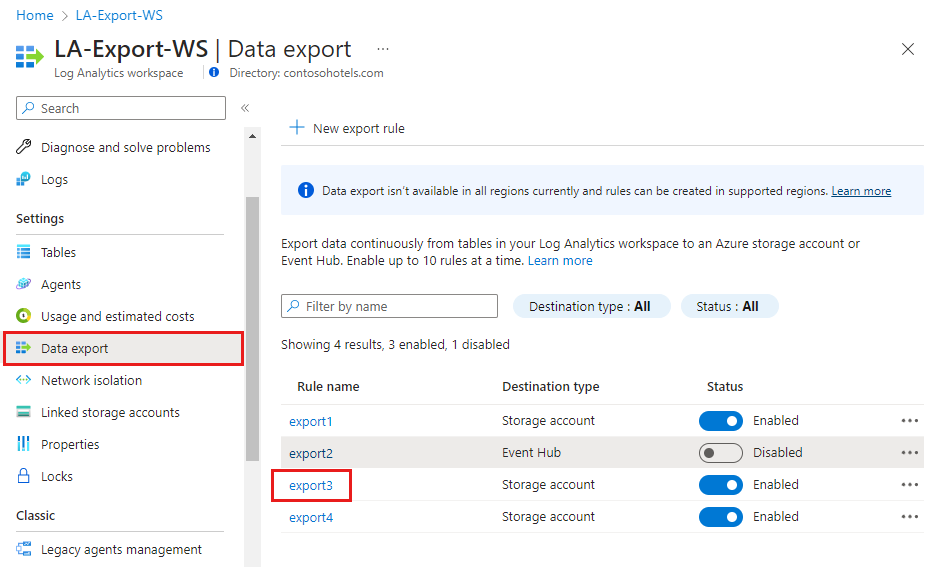 Home > LA-Export-WS
LA-Export-WS | Data export ...
Log Analytics workspace
Directory: contosohotels.com
Search
«
Diagnose and solve problems
Logs
Settings
Tables
Agents
Usage and estimated costs
Data export
Network isolation
Linked storage accounts
Properties
Locks
Classic
Legacy agents management
New export rule
Data export isn't available in all regions currently and rules can be created in supported regions. Learn more
Export data continuously from tables in your Log Analytics workspace to an Azure storage account or
Event Hub. Enable up to 10 rules at a time. Learn more
Filter by name
Destination type : All
Status : All
Showing 4 results, 3 enabled, 1 disabled
Rule name Destination type Status
export1 Storage account Enabled
export2 Event Hub Disabled
export3 Storage account Enabled
export4 Storage account Enabled